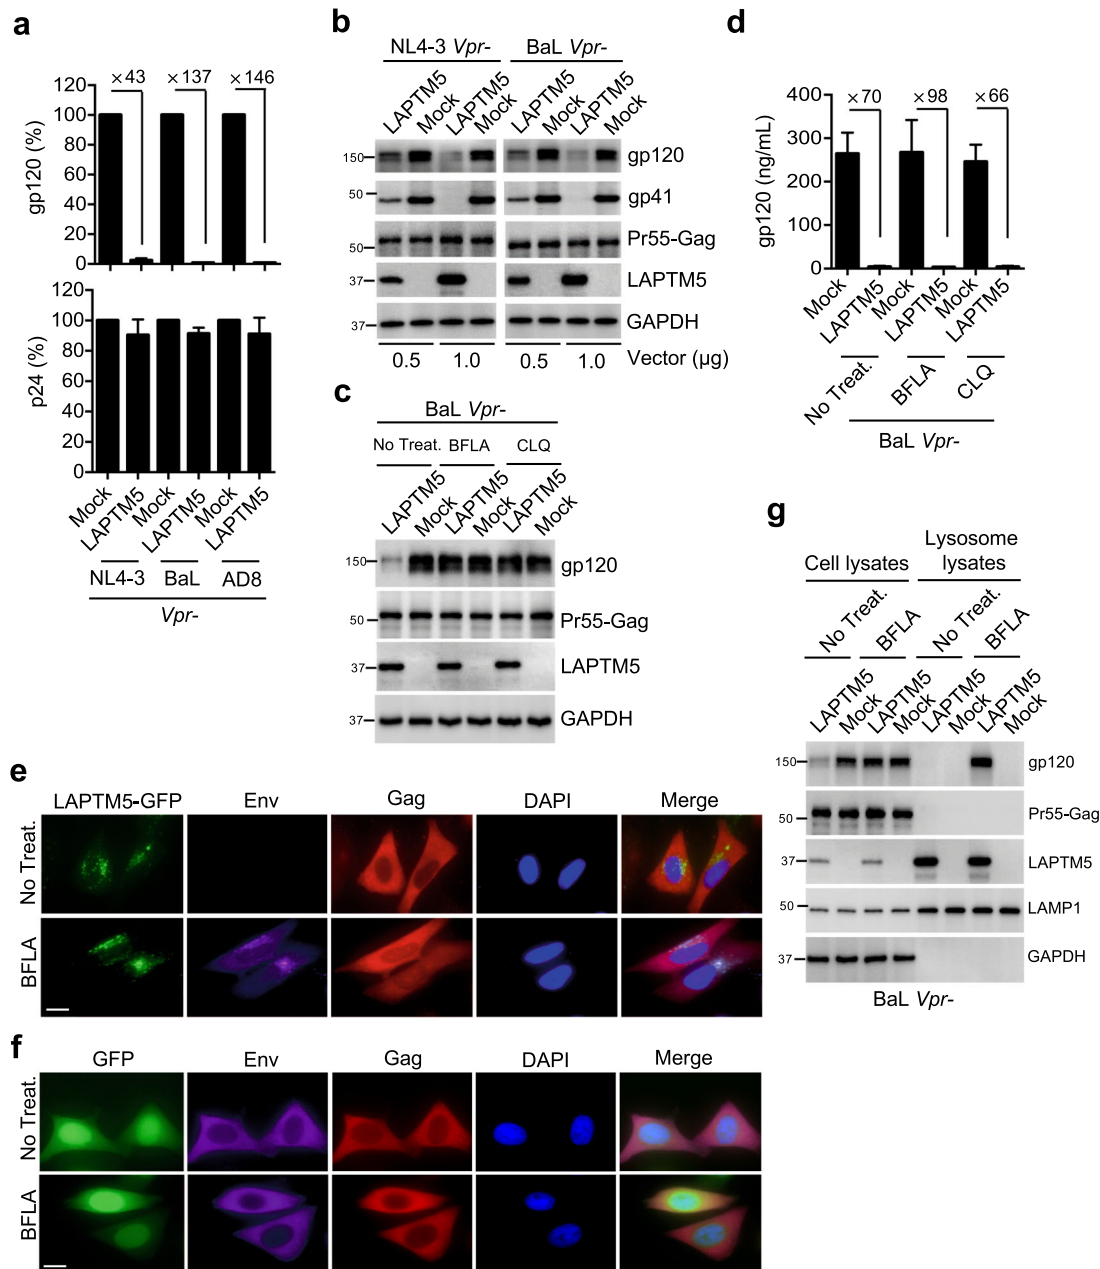 a
×43 ×137 ×146
120
100
80
60
40
20
0
gp120 (%)
120
100
80
60
40
20
0
p24 (%)
Mock LAPTM5 Mock LAPTM5 Mock LAPTM5
NL4-3 BaL AD8
Vpr-
b
NL4-3 Vpr- BaL Vpr-
LAPTM5 Mock LAPTM5 Mock LAPTM5 Mock LAPTM5 Mock
150 gp120
50 gp41
50 Pr55-Gag
37 LAPTM5
37 GAPDH
0.5 1.0 0.5 1.0 Vector (μg)
c
BaL Vpr-
No Treat. BFLA CLQ
LAPTM5 Mock LAPTM5 Mock LAPTM5 Mock
150 gp120
50 Pr55-Gag
37 LAPTM5
37 GAPDH
d
×70 ×98 ×66
400
300
200
100
0
gp120 (ng/mL)
Mock LAPTM5 Mock LAPTM5 Mock LAPTM5
No Treat. BFLA CLQ
BaL Vpr-
e
LAPTM5-GFP Env Gag DAPI Merge
No Treat.
BFLA
f
GFP Env Gag DAPI Merge
No Treat.
BFLA
g
Cell lysates Lysosome lysates
No Treat. BFLA No Treat. BFLA
LAPTM5 Mock LAPTM5 Mock LAPTM5 Mock LAPTM5 Mock
150 gp120
50 Pr55-Gag
37 LAPTM5
50 LAMP1
37 GAPDH
BaL Vpr-